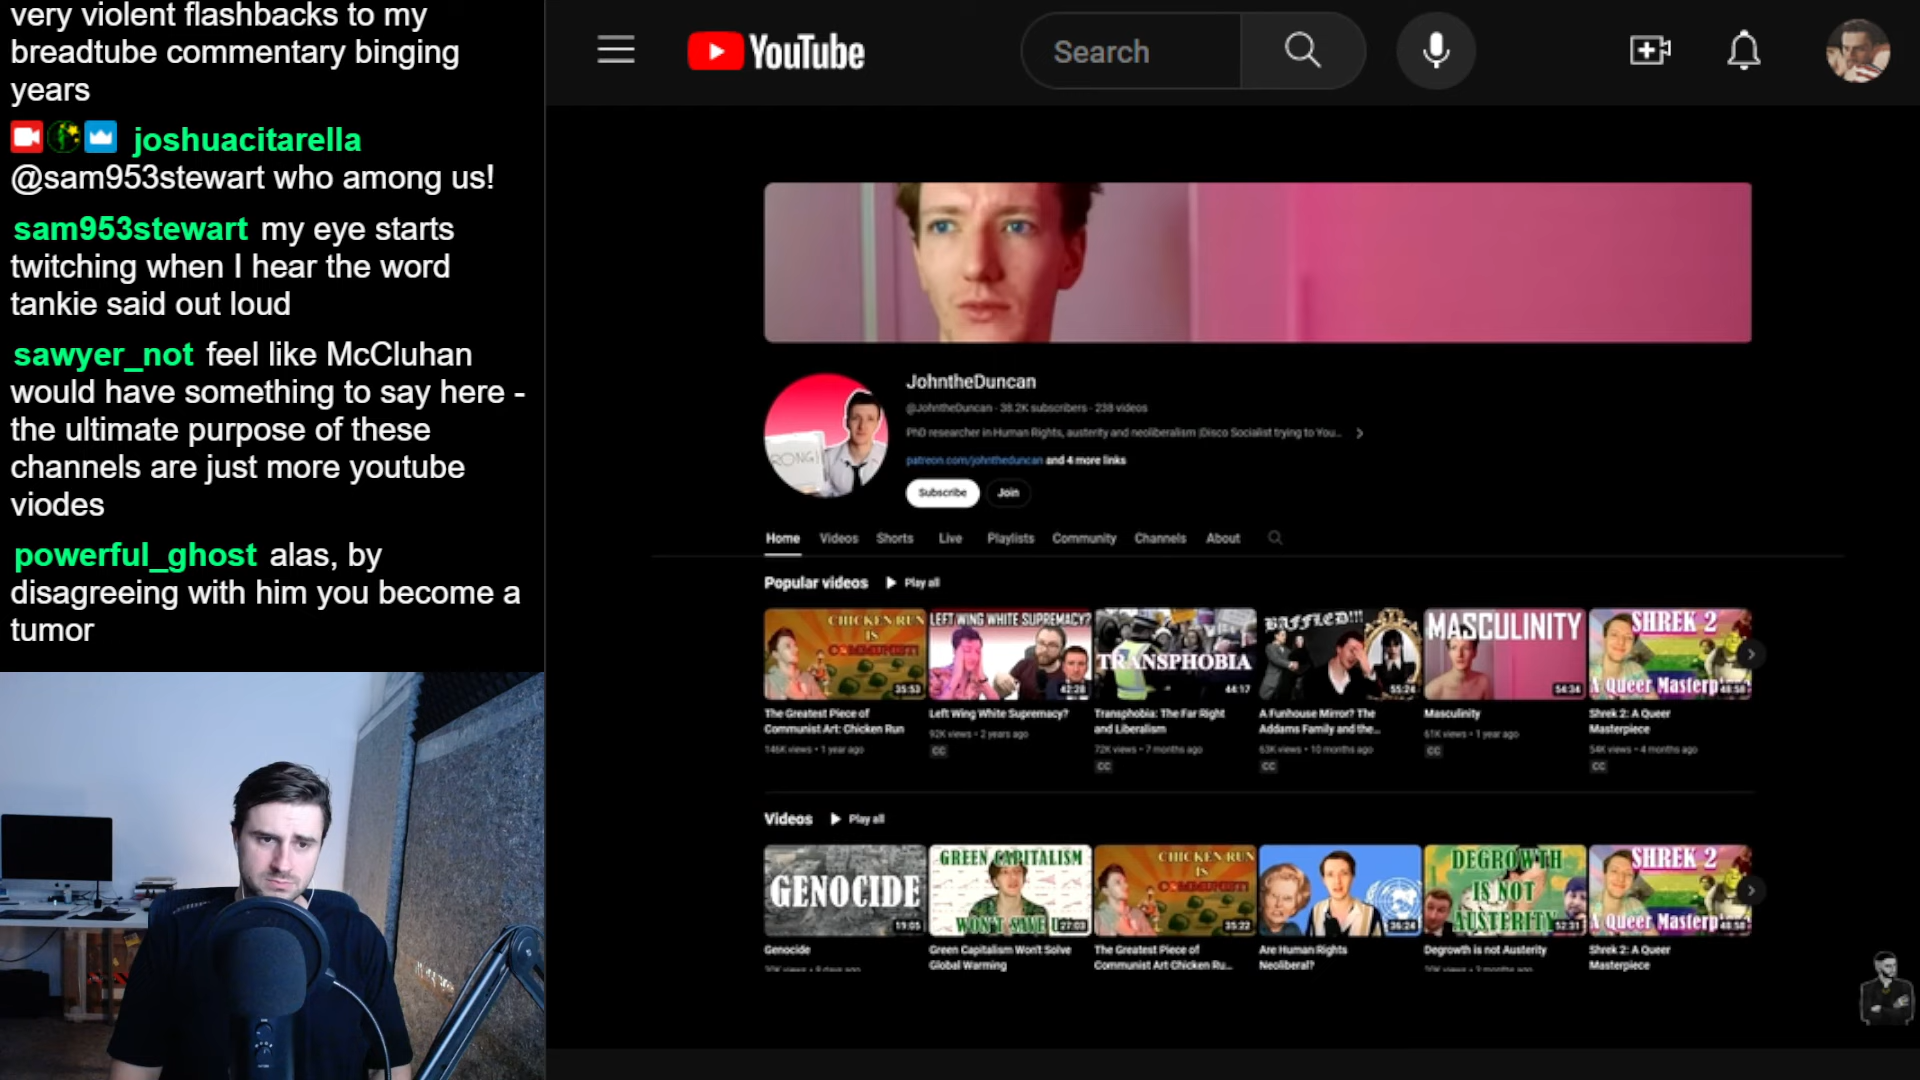 very violent flashbacks to my
breadtube commentary binging
years
joshuacitarella
@sam953stewart who among us!
sam953stewart my eye starts
twitching when I hear the word
tankie said out loud
sawyer_not feel like McCluhan
would have something to say here -
the ultimate purpose of these
channels are just more youtube
viodes
powerful_ghost alas, by
disagreeing with him you become a
tumor
YouTube
Search
JohntheDuncan
@JohntheDuncan · 38.2K subscribers · 238 videos
PhD researcher in Human Rights, austerity and neoliberalism |Disco Socialist trying to You...
patreon.com/johntheduncan and 4 more links
Subscribe Join
Home Videos Shorts Live Playlists Community Channels About
Popular videos Play all
CHICKEN RUN
IS
COMMUNIST!
35:53
LEFT WING WHITE SUPREMACY?
42:28
TRANSPHOBIA
44:17
BAFFLED!!!
55:24
MASCULINITY
54:34
SHREK 2
A Queer Masterp
48:58
The Greatest Piece of
Communist Art: Chicken Run
146K views • 1 year ago
Left Wing White Supremacy?
92K views • 2 years ago
CC
Transphobia: The Far Right
and Liberalism
72K views • 7 months ago
CC
A Funhouse Mirror? The
Addams Family and the...
63K views • 10 months ago
CC
Masculinity
61K views • 1 year ago
CC
Shrek 2: A Queer
Masterpiece
54K views • 4 months ago
CC
Videos Play all
GENOCIDE
19:05
GREEN CAPITALISM
WON'T SAVE
27:03
CHICKEN RUN
IS
COMMUNIST!
35:22
36:24
DEGROWTH
IS NOT
AUSTERITY
52:31
SHREK 2
A Queer Masterp
48:58
Genocide
Green Capitalism Won't Solve
Global Warming
The Greatest Piece of
Communist Art Chicken Ru...
Are Human Rights
Neoliberal?
Degrowth is not Austerity
Shrek 2: A Queer
Masterpiece